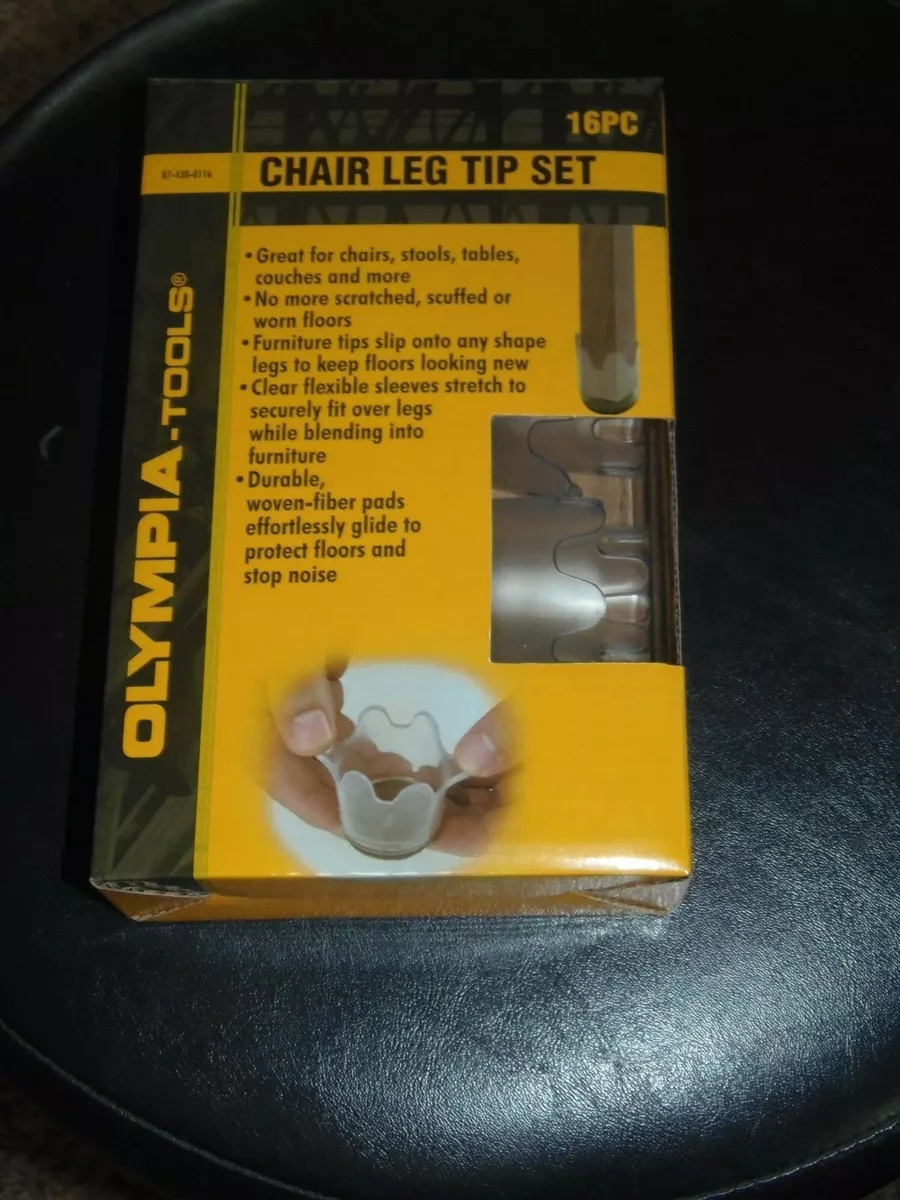 16PC
87-430-0116
CHAIR LEG TIP SET
• Great for chairs, stools, tables,
couches and more
• No more scratched, scuffed or
worn floors
• Furniture tips slip onto any shape
legs to keep floors looking new
• Clear flexible sleeves stretch to
securely fit over legs
while blending into
furniture
• Durable,
woven-fiber pads
effortlessly glide to
protect floors and
stop noise
OLYMPIA-TOOLS®